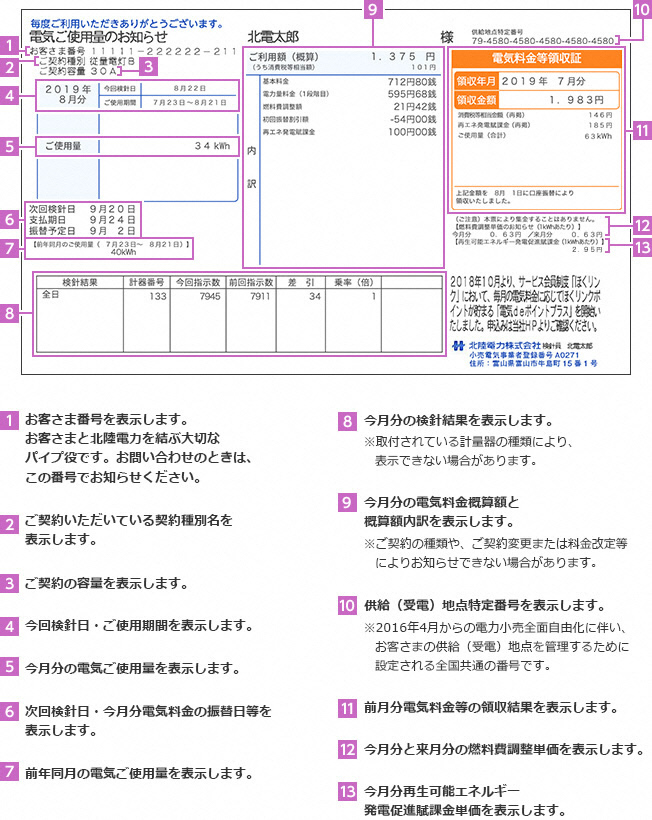 毎度ご利用いただきありがとうございます。
電気ご使用量のお知らせ 北電太郎 様
9
10
供給地点特定番号
79-4580-4580-4580-4580-4580
1
お客さま番号 11111-222222-211
2
ご契約種別 従量電灯B
ご契約容量 30A
3
4
2019年
8月分
今回検針日 8月22日
ご使用期間 7月23日～8月21日
5
ご使用量 34kWh
6
次回検針日 9月20日
支払期日 9月24日
振替予定日 9月 2日
7
【前年同月のご使用量（ 7月23日～ 8月21日）】
40kWh
ご利用額（概算） 1．375 円
（うち消費税等相当額） 101円
内訳
基本料金 712円80銭
電力量料金（1段階目） 595円68銭
燃料費調整額 21円42銭
初回振替割引額 -54円00銭
再エネ発電賦課金 100円00銭
電気料金等領収証
領収年月 2019年 7月分
領収金額 1．983円
11
消費税等相当金額（再掲） 146円
再エネ発電賦課金（再掲） 185円
ご使用量（合計） 63kWh
上記金額を 8月 1日に口座振替により
領収いたしました。
（ご注意）本票により集金することはありません。
12
【燃料費調整単価のお知らせ（1kWhあたり）】
今月分 0．63円 ／来月分 0．63円
13
【再生可能エネルギー発電促進賦課金（1kWhあたり）】
2．95円
8
検針結果 計器番号 今回指示数 前回指示数 差 引 乗率（倍）
全日 133 7945 7911 34 1
2018年10月より、サービス会員制度「ほくリン
ク」において、毎月の電気料金に応じてほくリンクポ
イントが貯まる「電気deポイントプラス」を開始い
たしました。申込みは当社HPよりご確認ください。
北陸電力株式会社 検針員 北電太郎
小売電気事業者登録番号 A0271
住所：富山県富山市牛島町15番1号
1 お客さま番号を表示します。
お客さまと北陸電力を結ぶ大切な
パイプ役です。お問い合わせのときは、
この番号でお知らせください。
2 ご契約いただいている契約種別名を
表示します。
3 ご契約の容量を表示します。
4 今回検針日・ご使用期間を表示します。
5 今月分の電気ご使用量を表示します。
6 次回検針日・今月分電気料金の振替日等を
表示します。
7 前年同月の電気ご使用量を表示します。
8 今月分の検針結果を表示します。
※取付されている計量器の種類により、
表示できない場合があります。
9 今月分の電気料金概算額と
概算額内訳を表示します。
※ご契約の種類や、ご契約変更または料金改定等
によりお知らせできない場合があります。
10 供給（受電）地点特定番号を表示します。
※2016年4月からの電力小売全面自由化に伴い、
お客さまの供給（受電）地点を管理するために
設定される全国共通の番号です。
11 前月分電気料金等の領収結果を表示します。
12 今月分と来月分の燃料費調整単価を表示します。
13 今月分再生可能エネルギー
発電促進賦課金単価を表示します。